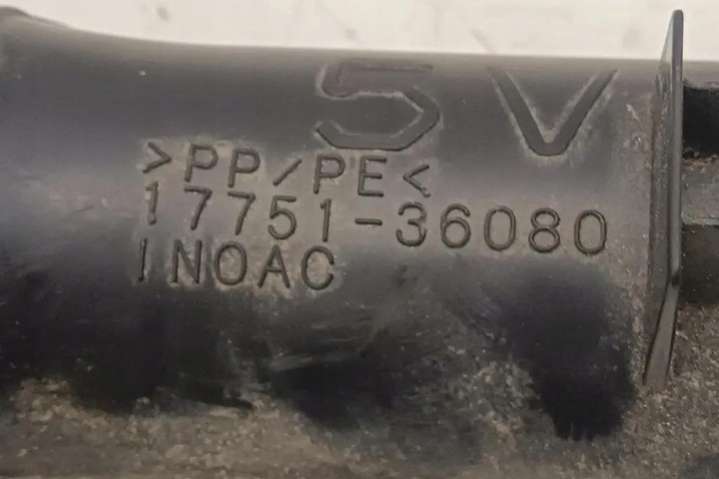 5V
>PP/PE<
17751-36080
INOAC